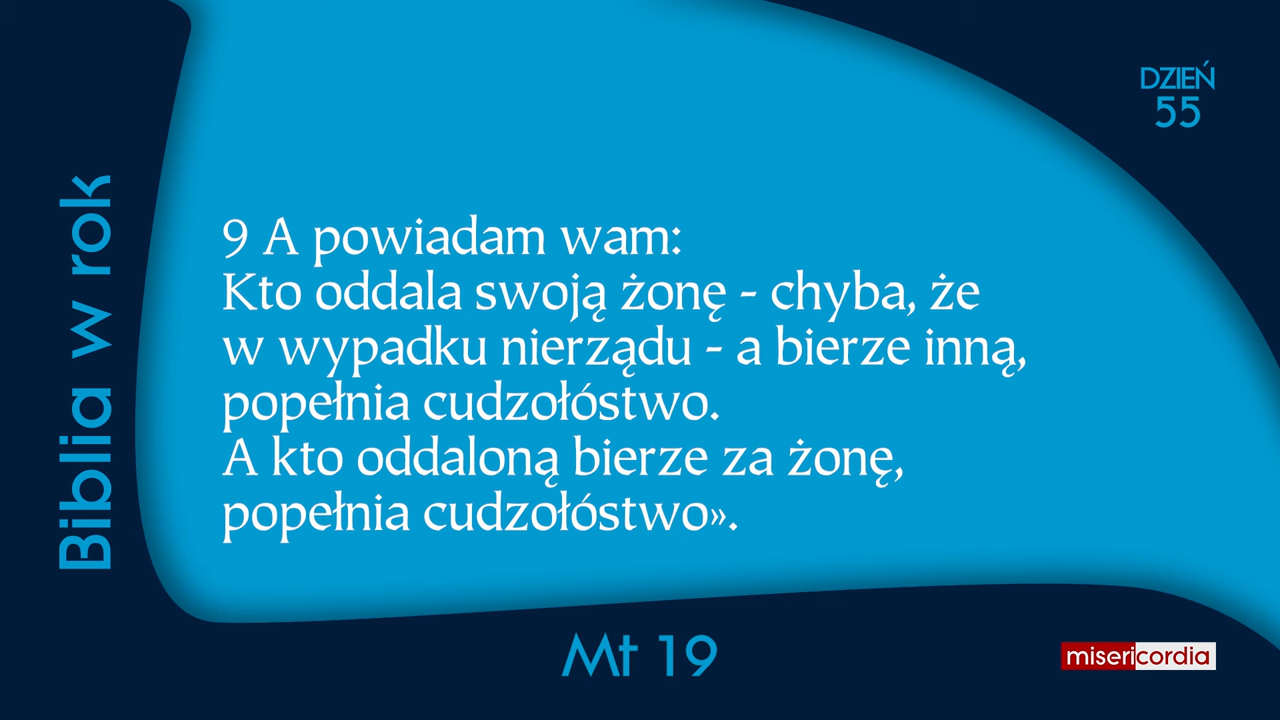 DZIEŃ
55
Biblia w rok
9 A powiadam wam:
Kto oddala swoją żonę - chyba, że
w wypadku nierządu - a bierze inną,
popełnia cudzołóstwo.
A kto oddaloną bierze za żonę,
popełnia cudzołóstwo».
Mt 19
misericordia